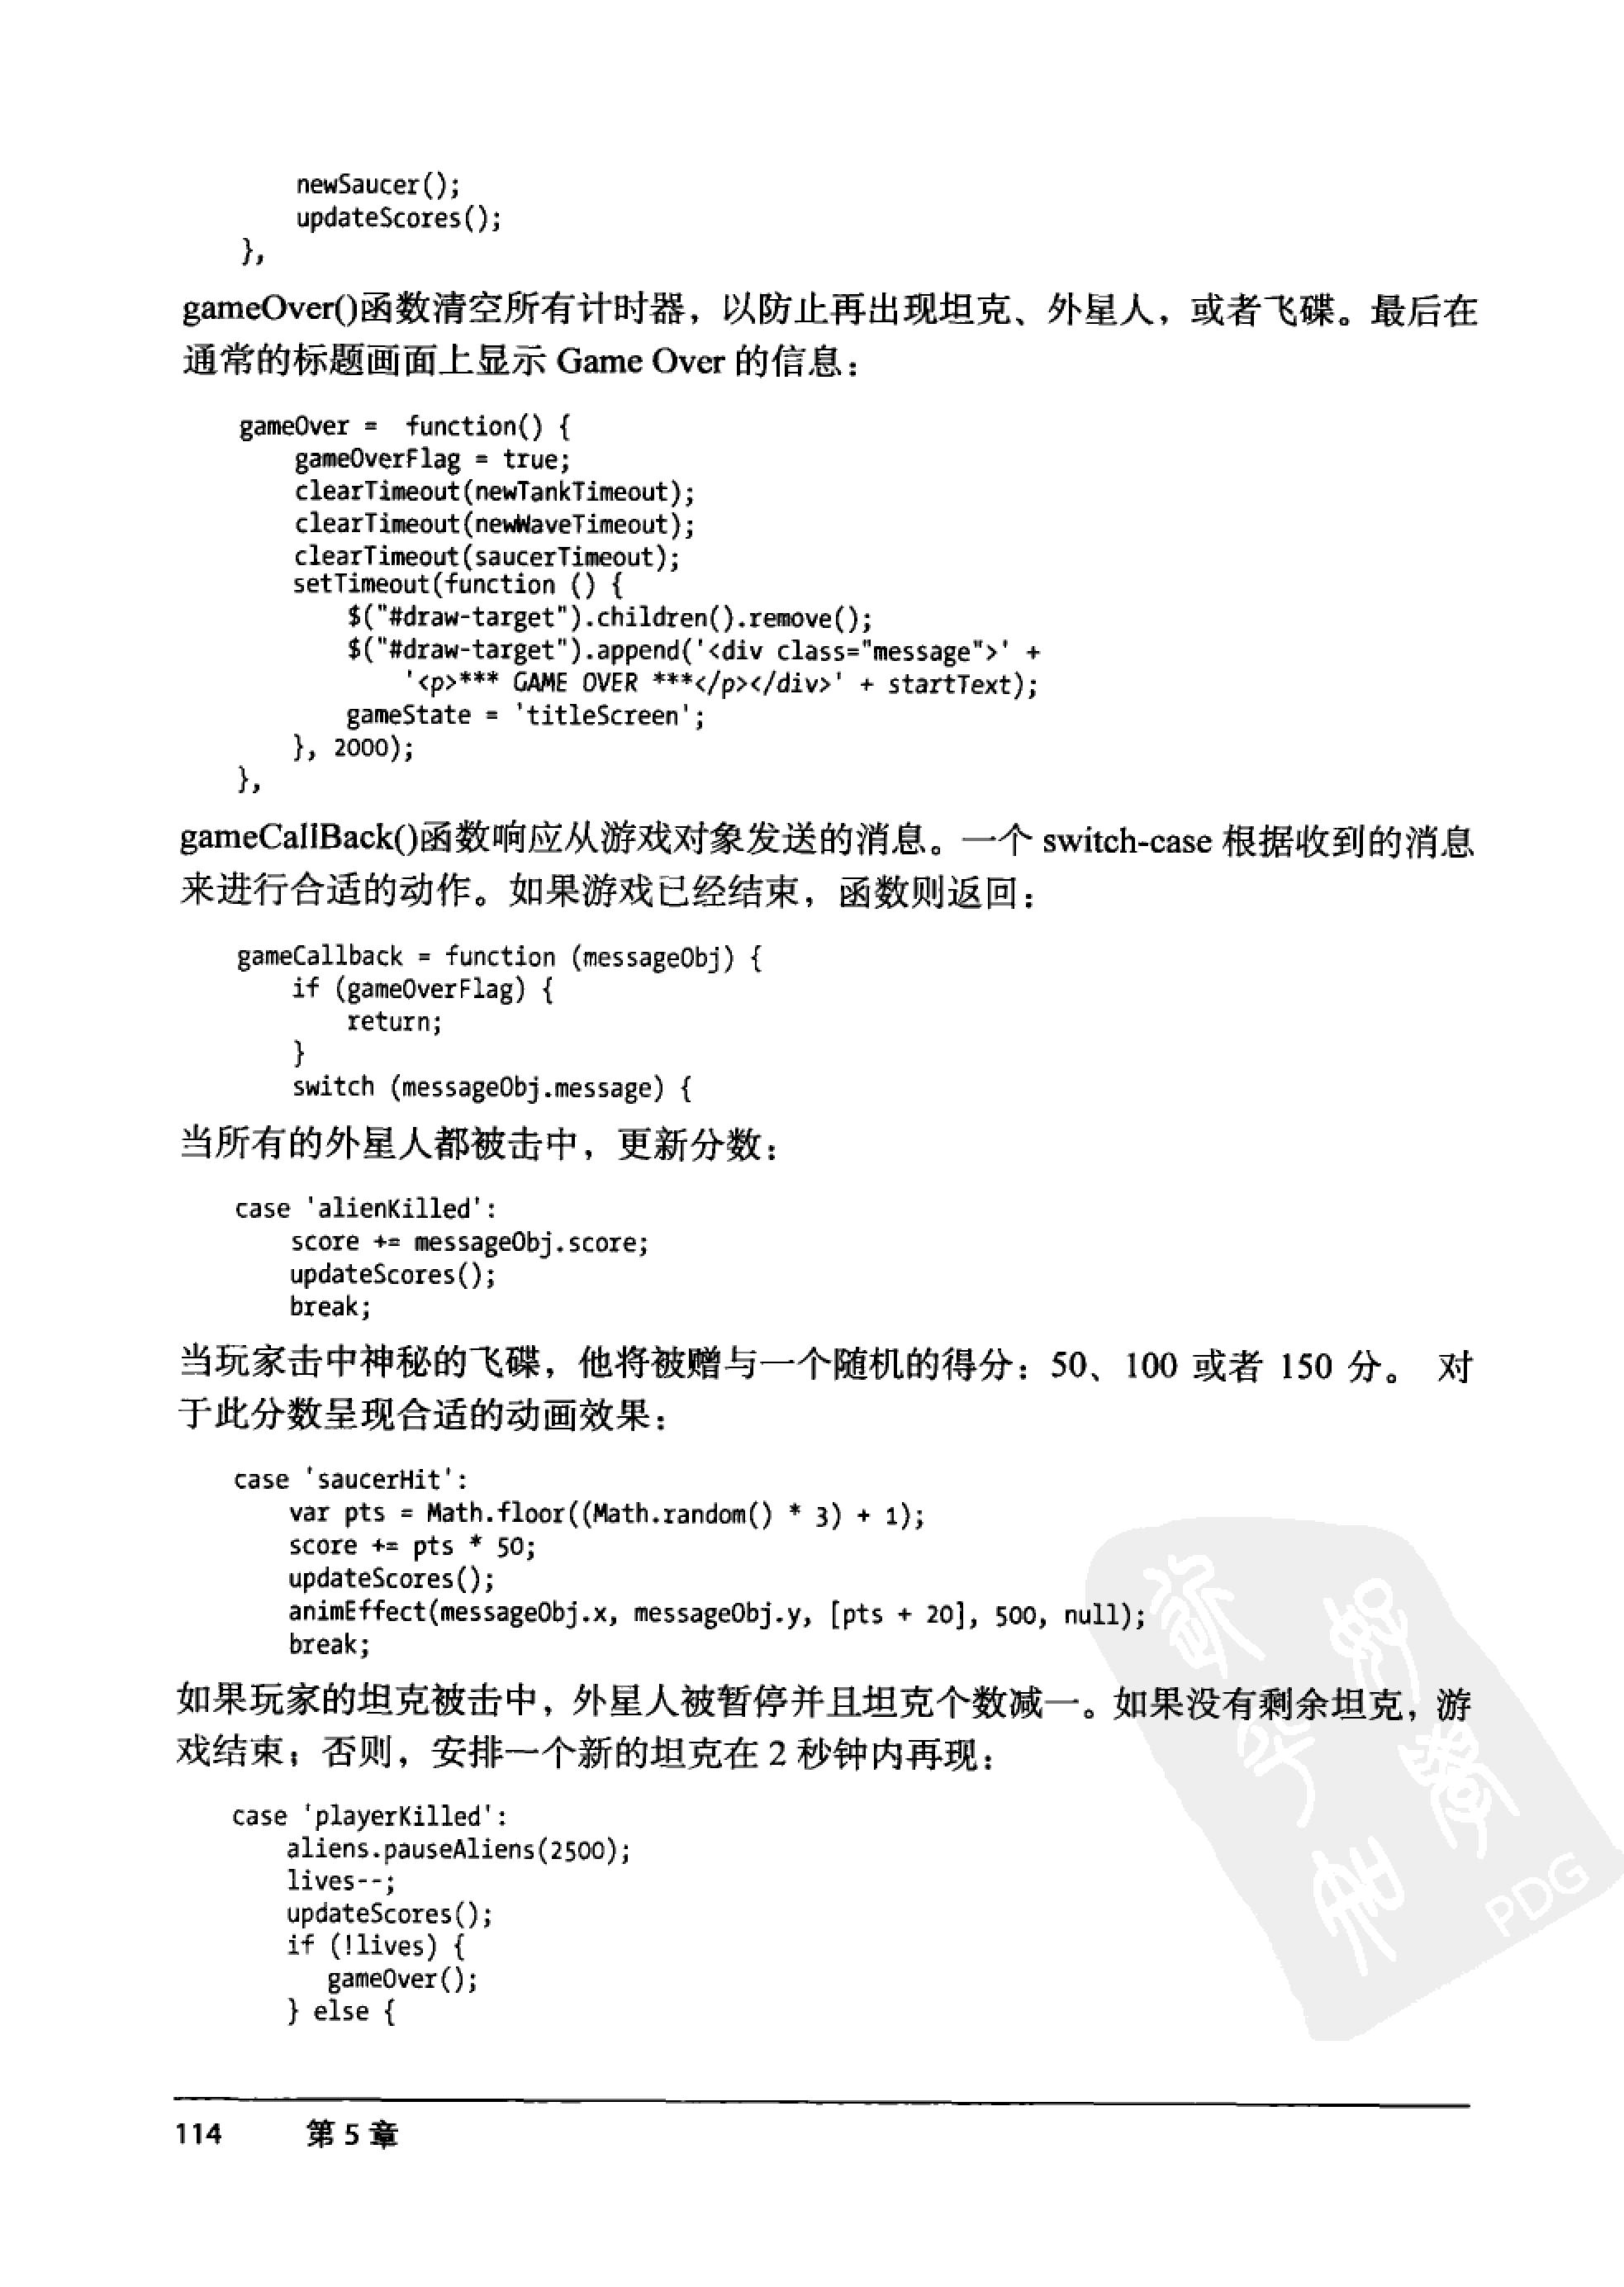 newSaucer();
updateScores();
},
gameOver()函数清空所有计时器，以防止再出现坦克、外星人，或者飞碟。最后在
通常的标题画面上显示 Game Over 的信息：
gameOver =  function() {
gameOverFlag = true;
clearTimeout(newTankTimeout);
clearTimeout(newWaveTimeout);
clearTimeout(saucerTimeout);
setTimeout(function () {
$("#draw-target").children().remove();
$("#draw-target").append('<div class="message">' +
'<p>*** GAME OVER ***</p></div>' + startText);
gameState = 'titleScreen';
}, 2000);
},
gameCallBack()函数响应从游戏对象发送的消息。一个 switch-case 根据收到的消息
来进行合适的动作。如果游戏已经结束，函数则返回：
gameCallback = function (messageObj) {
if (gameOverFlag) {
return;
}
switch (messageObj.message) {
当所有的外星人都被击中，更新分数：
case 'alienKilled':
score += messageObj.score;
updateScores();
break;
当玩家击中神秘的飞碟，他将被赠与一个随机的得分：50、100 或者 150 分。 对
于此分数呈现合适的动画效果：
case 'saucerHit':
var pts = Math.floor((Math.random() * 3) + 1);
score += pts * 50;
updateScores();
animEffect(messageObj.x, messageObj.y, [pts + 20], 500, null);
break;
如果玩家的坦克被击中，外星人被暂停并且坦克个数减一。如果没有剩余坦克，游
戏结束；否则，安排一个新的坦克在 2 秒钟内再现：
case 'playerKilled':
aliens.pauseAliens(2500);
lives--;
updateScores();
if (!lives) {
gameOver();
} else {
PDG
114 第 5 章